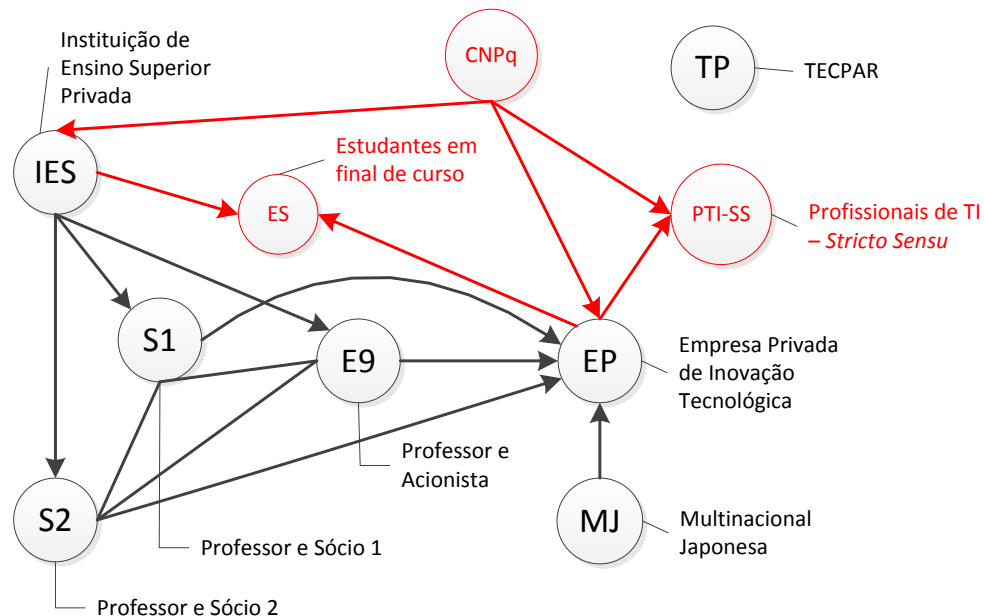 Instituição de
Ensino Superior
Privada
CNPq
TP
TECPAR
Estudantes em
final de curso
IES
ES
PTI-SS
Profissionais de TI
– Stricto Sensu
S1
E9
EP
Empresa Privada
de Inovação
Tecnológica
Professor e
Acionista
S2
MJ
Multinacional
Japonesa
Professor e Sócio 1
Professor e Sócio 2